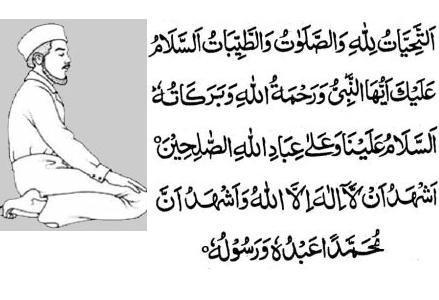 اَلتَّحِيَّاتُ لِلّٰهِ وَالصَّلَوٰتُ وَالطَّيِّبَاتُ اَلسَّلَامُ
عَلَيْكَ اَيُّهَا النَّبِىُّ وَرَحْمَةُ اللّٰهِ وَبَرَكَاتُهٗ
اَلسَّلَامُ عَلَيْنَا وَعَلٰى عِبَادِ اللّٰهِ الصّٰلِحِيْنَ۝
اَشْهَدُ اَنْ لَّا اِلٰهَ اِلَّا اللّٰهُ وَاَشْهَدُ اَنَّ
مُحَمَّدًا عَبْدُهٗ وَرَسُوْلُهٗ۝